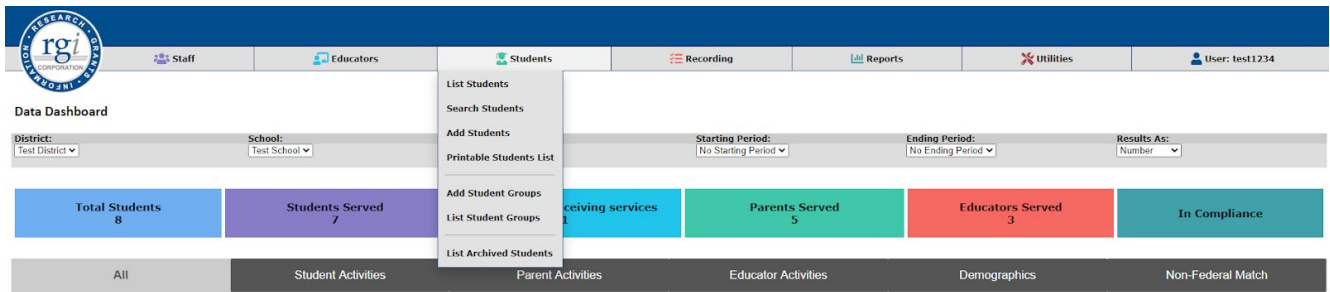 RESEARCH · GRANTS · INFORMATION ·
rgi
CORPORATION
Staff
Educators
Students
Recording
Reports
Utilities
User: test1234
List Students
Search Students
Add Students
Printable Students List
Add Student Groups
List Student Groups
List Archived Students
Data Dashboard
District:
Test District
School:
Test School
Starting Period:
No Starting Period
Ending Period:
No Ending Period
Results As:
Number
Total Students
8
Students Served
7
ceiving services
1
Parents Served
5
Educators Served
3
In Compliance
All
Student Activities
Parent Activities
Educator Activities
Demographics
Non-Federal Match